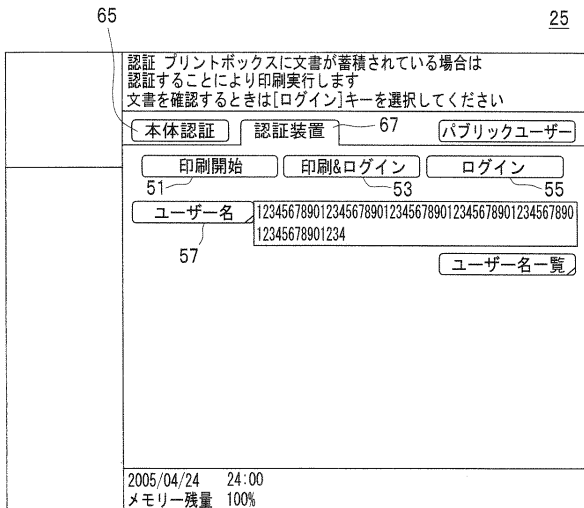 65
25
認証 プリントボックスに文書が蓄積されている場合は
認証することにより印刷実行します
文書を確認するときは[ログイン]キーを選択してください
本体認証 認証装置 67 パブリックユーザー
印刷開始 印刷&ログイン ログイン
51 53 55
ユーザー名 12345678901234567890123456789012345678901234567890
12345678901234
57
ユーザー名一覧
2005/04/24 24:00
メモリー残量 100%